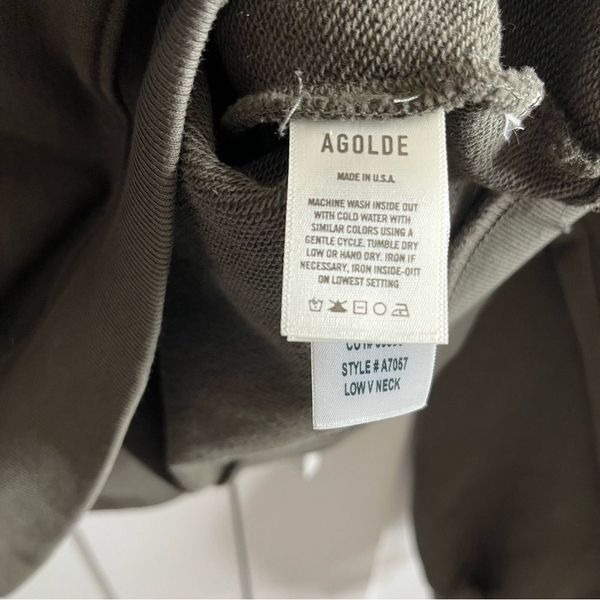 AGOLDE
MADE IN U.S.A.
MACHINE WASH INSIDE OUT
WITH COLD WATER WITH
SIMILAR COLORS USING A
GENTLE CYCLE. TUMBLE DRY
LOW OR HAND DRY. IRON IF
NECESSARY, IRON INSIDE-OUT
ON LOWEST SETTING
STYLE # A7057
LOW V NECK